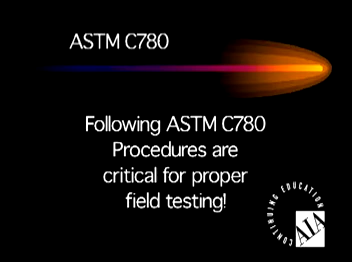 ASTM C780
Following ASTM C780
Procedures are
critical for proper
field testing!
CONTINUING EDUCATION
AIA